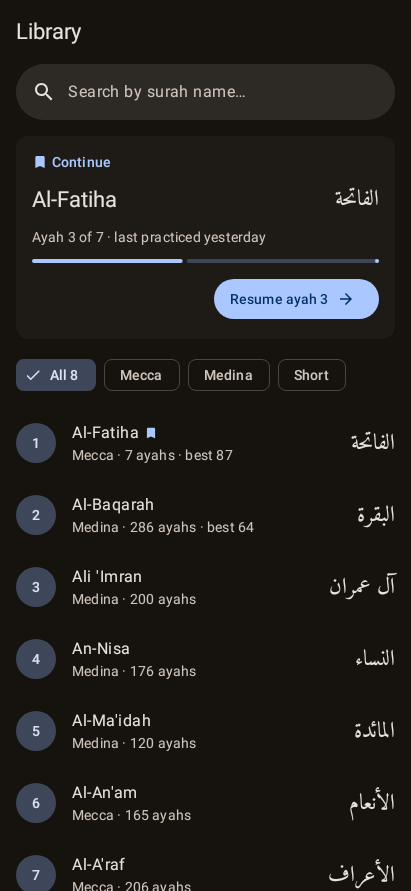 Library
Search by surah name…
Continue
Al-Fatiha الفاتحة
Ayah 3 of 7 · last practiced yesterday
Resume ayah 3
All 8 Mecca Medina Short
1 Al-Fatiha الفاتحة
Mecca · 7 ayahs · best 87
2 Al-Baqarah البقرة
Medina · 286 ayahs · best 64
3 Ali 'Imran آل عمران
Medina · 200 ayahs
4 An-Nisa النساء
Medina · 176 ayahs
5 Al-Ma'idah المائدة
Medina · 120 ayahs
6 Al-An'am الأنعام
Mecca · 165 ayahs
7 Al-A'raf الأعراف
Mecca · 206 ayahs